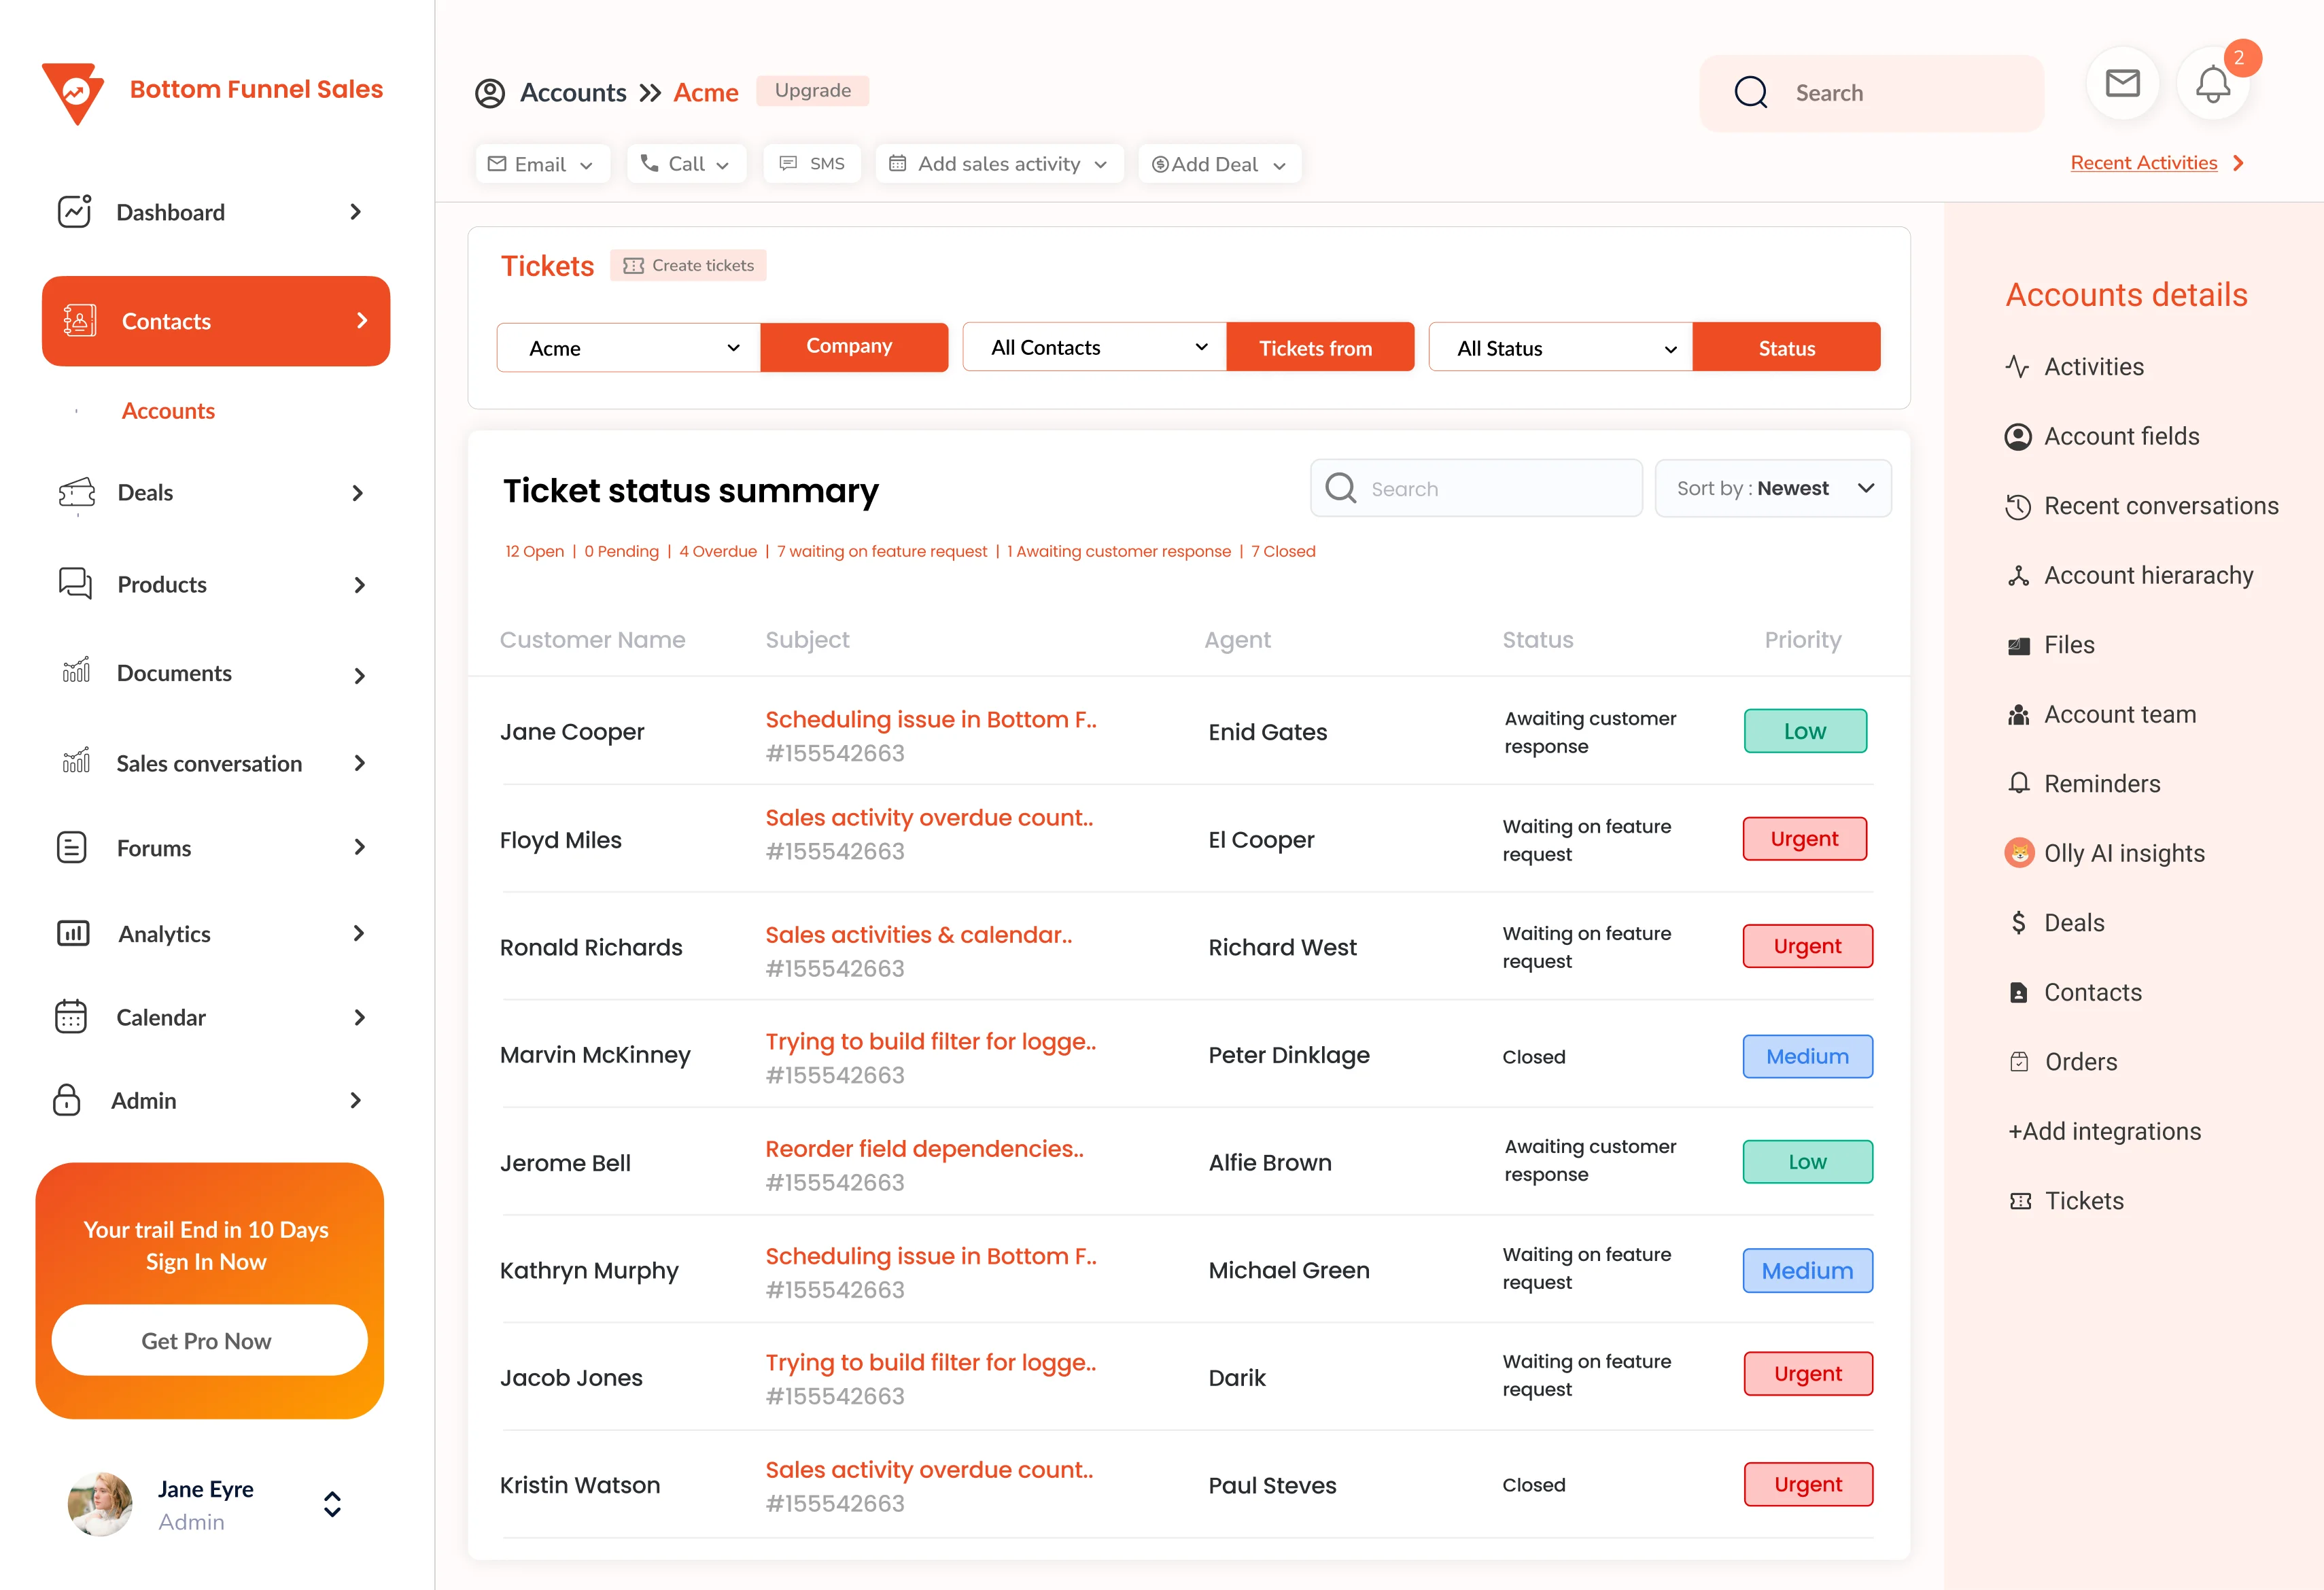 Bottom Funnel Sales
Dashboard
Contacts
Accounts
Deals
Products
Documents
Sales conversation
Forums
Analytics
Calendar
Admin
Your trail End in 10 Days
Sign In Now
Get Pro Now
Jane Eyre
Admin
Accounts Acme Upgrade
Search
2
Email Call SMS Add sales activity Add Deal
Recent Activities
Tickets Create tickets
Acme Company All Contacts Tickets from All Status Status
Ticket status summary
Search
Sort by : Newest
12 Open | 0 Pending | 4 Overdue | 7 waiting on feature request | 1 Awaiting customer response | 7 Closed
Customer Name Subject Agent Status Priority
Jane Cooper
Scheduling issue in Bottom F..
#155542663
Enid Gates
Awaiting customer
response
Low
Floyd Miles
Sales activity overdue count..
#155542663
El Cooper
Waiting on feature
request
Urgent
Ronald Richards
Sales activities & calendar..
#155542663
Richard West
Waiting on feature
request
Urgent
Marvin McKinney
Trying to build filter for logge..
#155542663
Peter Dinklage
Closed
Medium
Jerome Bell
Reorder field dependencies..
#155542663
Alfie Brown
Awaiting customer
response
Low
Kathryn Murphy
Scheduling issue in Bottom F..
#155542663
Michael Green
Waiting on feature
request
Medium
Jacob Jones
Trying to build filter for logge..
#155542663
Darik
Waiting on feature
request
Urgent
Kristin Watson
Sales activity overdue count..
#155542663
Paul Steves
Closed
Urgent
Accounts details
Activities
Account fields
Recent conversations
Account hierarachy
Files
Account team
Reminders
Olly AI insights
Deals
Contacts
Orders
+Add integrations
Tickets